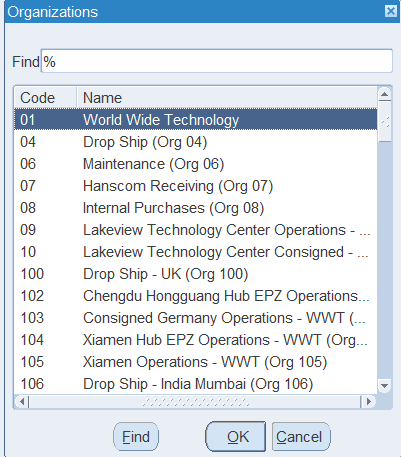 Organizations
Find %
Code Name
01 World Wide Technology
04 Drop Ship (Org 04)
06 Maintenance (Org 06)
07 Hanscom Receiving (Org 07)
08 Internal Purchases (Org 08)
09 Lakeview Technology Center Operations - ...
10 Lakeview Technology Center Consigned - ...
100 Drop Ship - UK (Org 100)
102 Chengdu Hongguang Hub EPZ Operations...
103 Consigned Germany Operations - WWT (...
104 Xiamen Hub EPZ Operations - WWT (Org...
105 Xiamen Operations - WWT (Org 105)
106 Drop Ship - India Mumbai (Org 106)
Find OK Cancel